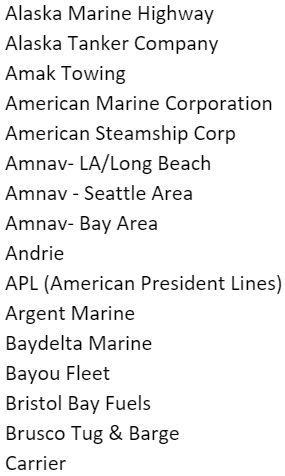 Alaska Marine Highway
Alaska Tanker Company
Amak Towing
American Marine Corporation
American Steamship Corp
Amnav- LA/Long Beach
Amnav - Seattle Area
Amnav- Bay Area
Andrie
APL (American President Lines)
Argent Marine
Baydelta Marine
Bayou Fleet
Bristol Bay Fuels
Brusco Tug & Barge
Carrier